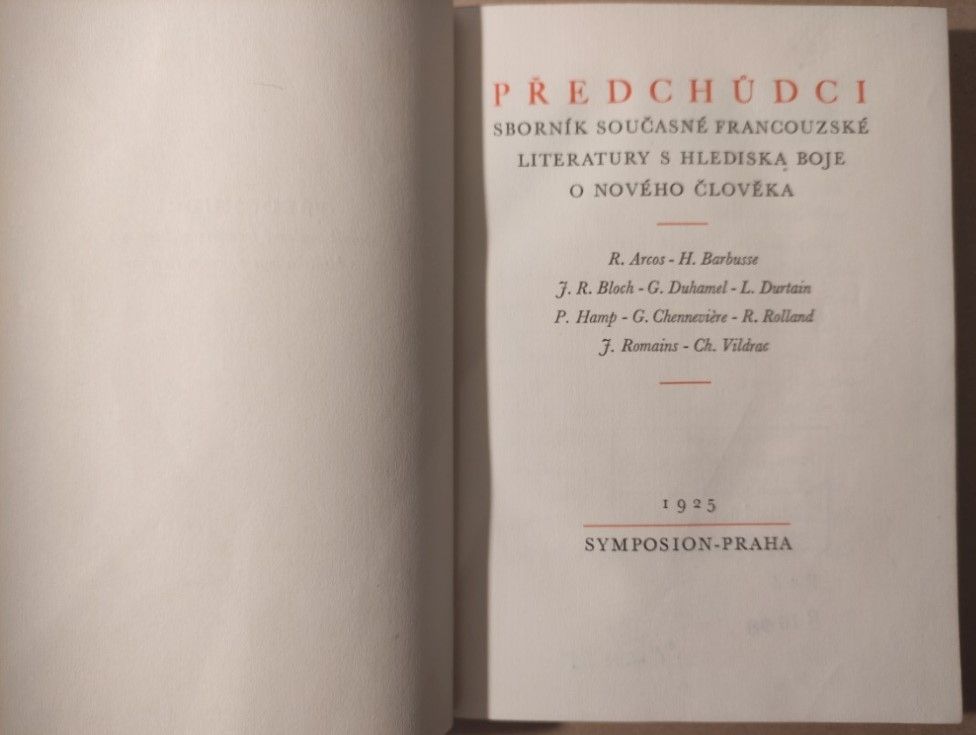 PŘEDCHŮDCI
SBORNÍK SOUČASNÉ FRANCOUZSKÉ
LITERATURY S HLEDISKA BOJE
O NOVÉHO ČLOVĚKA
R. Arcos - H. Barbusse
J. R. Bloch - G. Duhamel - L. Durtain
P. Hamp - G. Chennevière - R. Rolland
J. Romains - Ch. Vildrac
1925
SYMPOSION-PRAHA